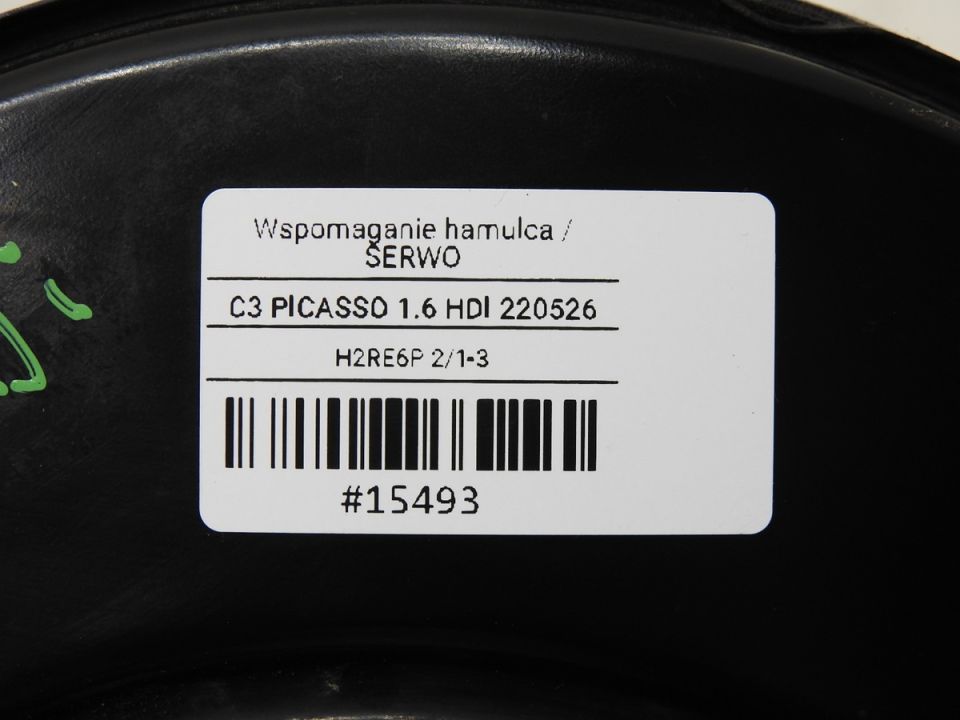 Wspomaganie hamulca /
SERWO
C3 PICASSO 1.6 HDI 220526
H2RE6P 2/1-3
#15493